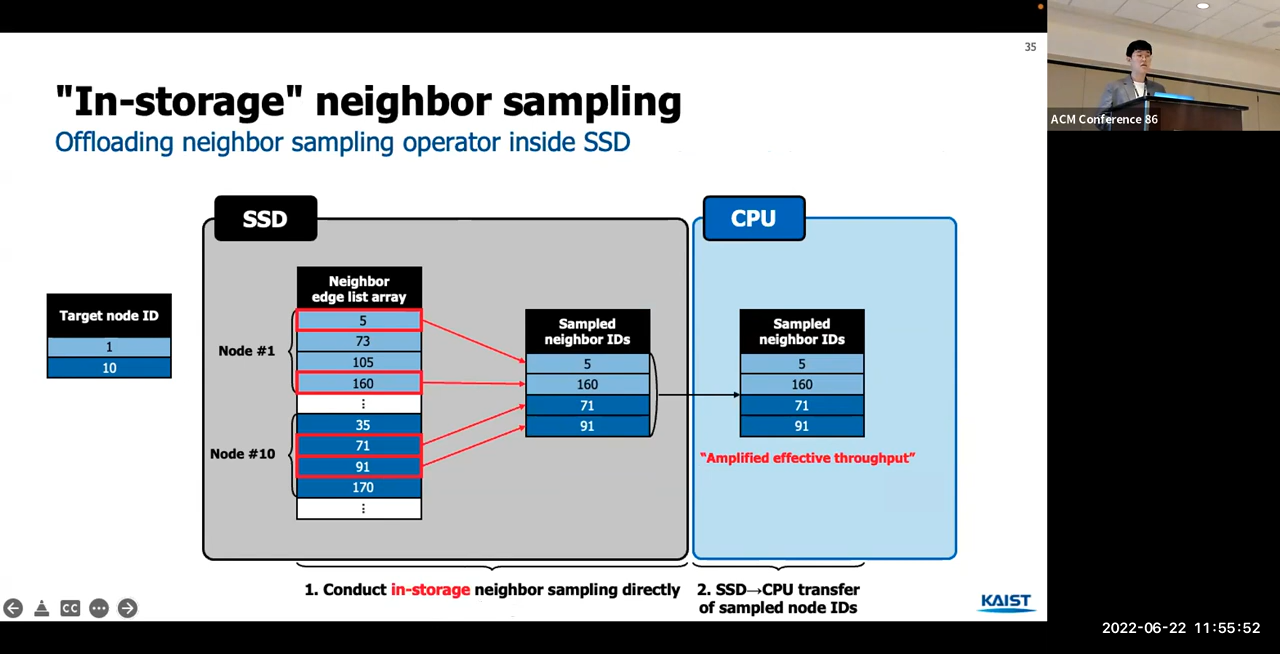 35
"In-storage" neighbor sampling
Offloading neighbor sampling operator inside SSD
ACM Conference 86
SSD
CPU
Target node ID
1
10
Neighbor
edge list array
Node #1
5
73
105
160
⋮
Node #10
35
71
91
170
⋮
Sampled
neighbor IDs
5
160
71
91
Sampled
neighbor IDs
5
160
71
91
“Amplified effective throughput”
1. Conduct in-storage neighbor sampling directly
2. SSD→CPU transfer
of sampled node IDs
CC
KAIST
2022-06-22 11:55:52